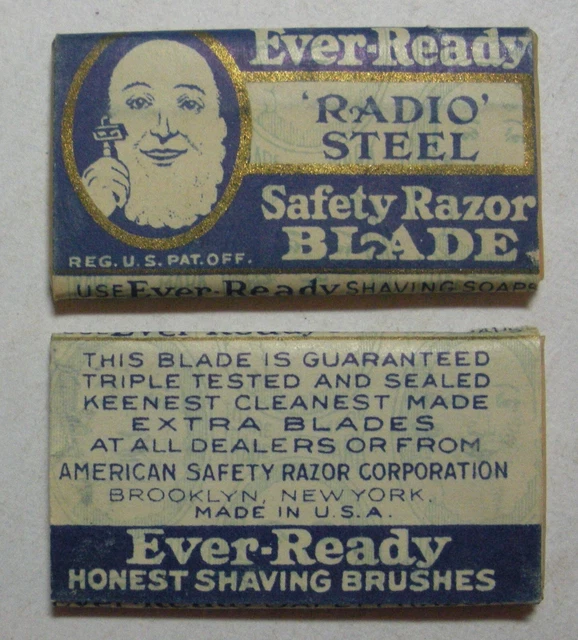 Ever-Ready
'RADIO'
STEEL
Safety Razor
BLADE
REG. U.S. PAT. OFF.
USE Ever-Ready SHAVING SOAPS
THIS BLADE IS GUARANTEED
TRIPLE TESTED AND SEALED
KEENEST CLEANEST MADE
EXTRA BLADES
AT ALL DEALERS OR FROM
AMERICAN SAFETY RAZOR CORPORATION
BROOKLYN, NEW YORK.
MADE IN U.S.A.
Ever-Ready
HONEST SHAVING BRUSHES